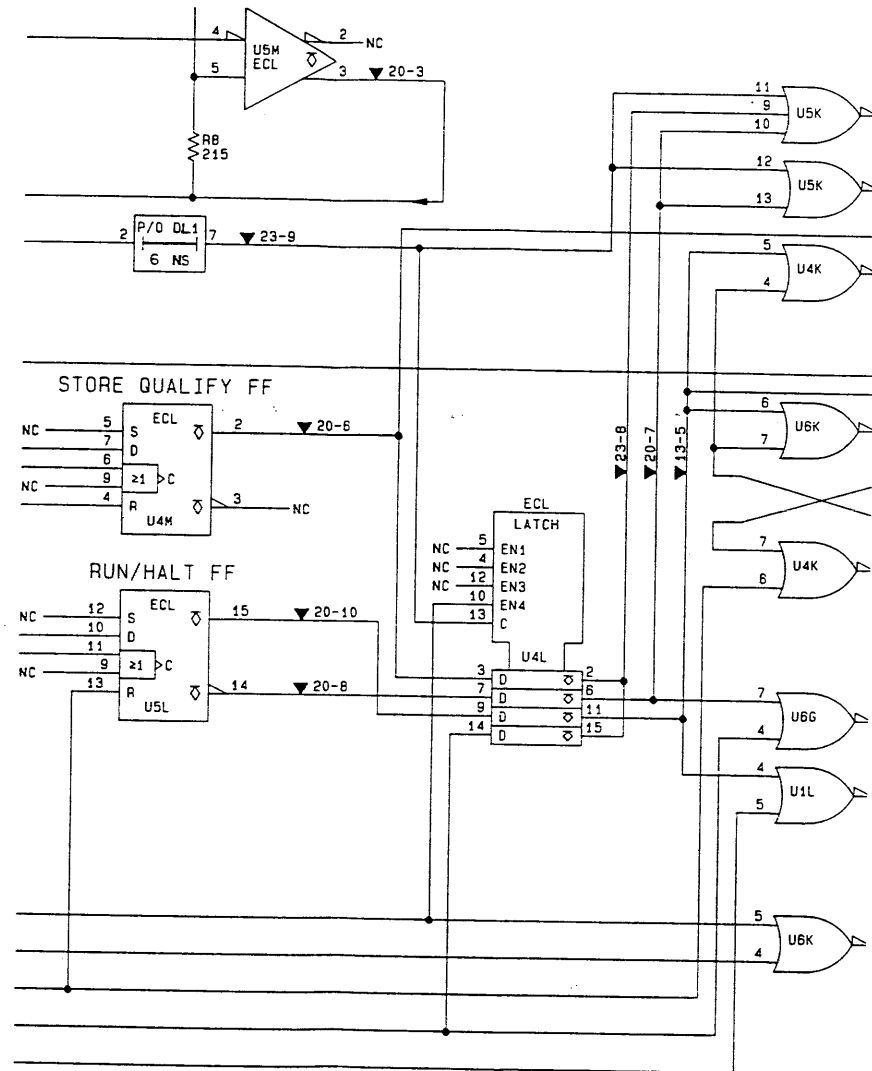 4
U5M
ECL
2
NC
5
3
20-3
R8
215
11
9
10
U5K
12
13
U5K
2
P/O DL1
6 NS
7
23-9
5
4
U4K
STORE QUALIFY FF
NC
5
7
6
NC
9
4
S
D
≥1
C
R
ECL
U4M
2
20-6
3
NC
6
7
U6K
23-8
20-7
13-5
ECL
LATCH
NC
5
EN1
NC
4
EN2
NC
12
EN3
10
EN4
13
C
U4L
7
6
U4K
RUN/HALT FF
NC
12
10
11
NC
9
13
S
D
≥1
C
R
ECL
U5L
15
20-10
14
20-8
3
D
2
7
D
6
9
D
11
14
D
15
7
4
U6G
4
5
U1L
5
4
U6K